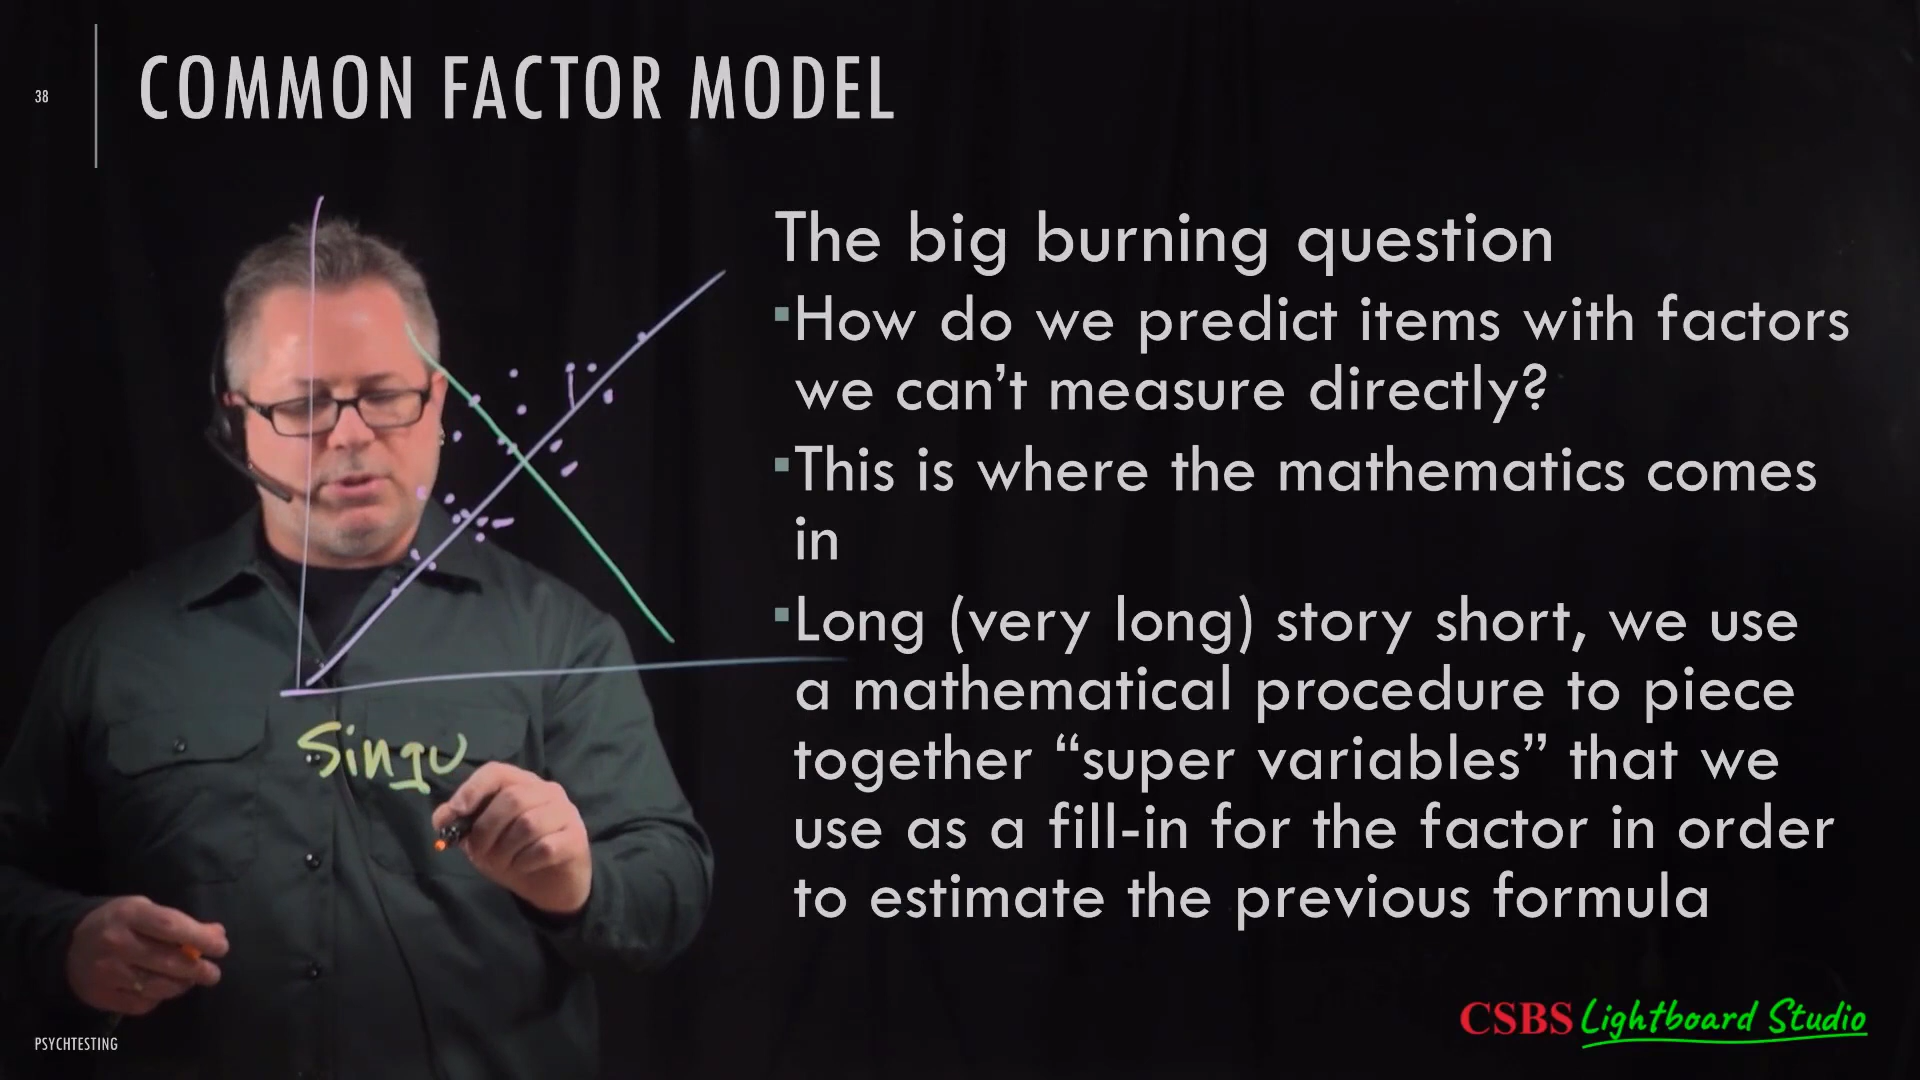 38
COMMON FACTOR MODEL
The big burning question
▪How do we predict items with factors
we can’t measure directly?
▪This is where the mathematics comes
in
▪Long (very long) story short, we use
a mathematical procedure to piece
together “super variables” that we
use as a fill-in for the factor in order
to estimate the previous formula
Singu
CSBS Lightboard Studio
PSYCHTESTING